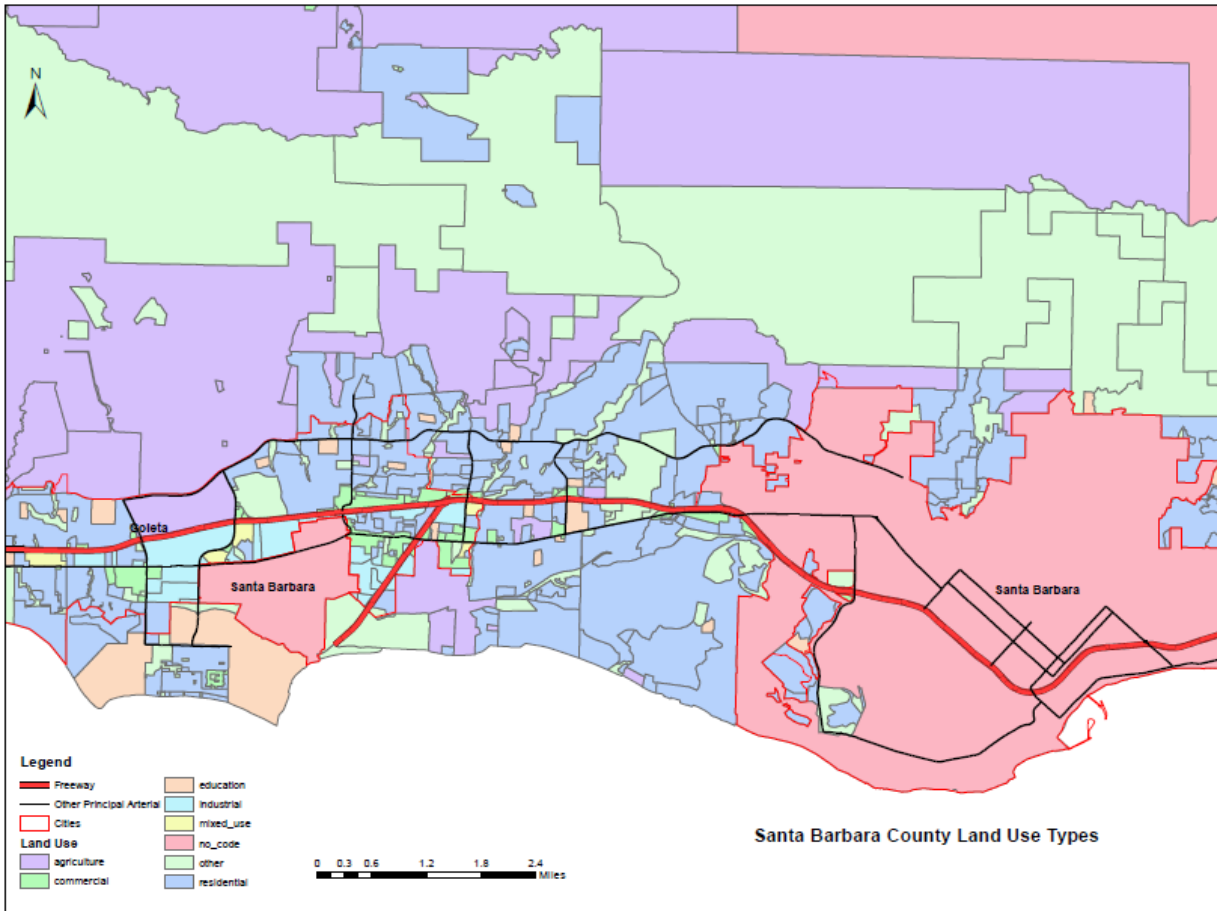 N
Goleta
Santa Barbara
Santa Barbara
Legend
Freeway
Other Principal Arterial
Cities
Land Use
agriculture
commercial
education
industrial
mixed_use
no_code
other
residential
0 0.3 0.6 1.2 1.8 2.4
Miles
Santa Barbara County Land Use Types